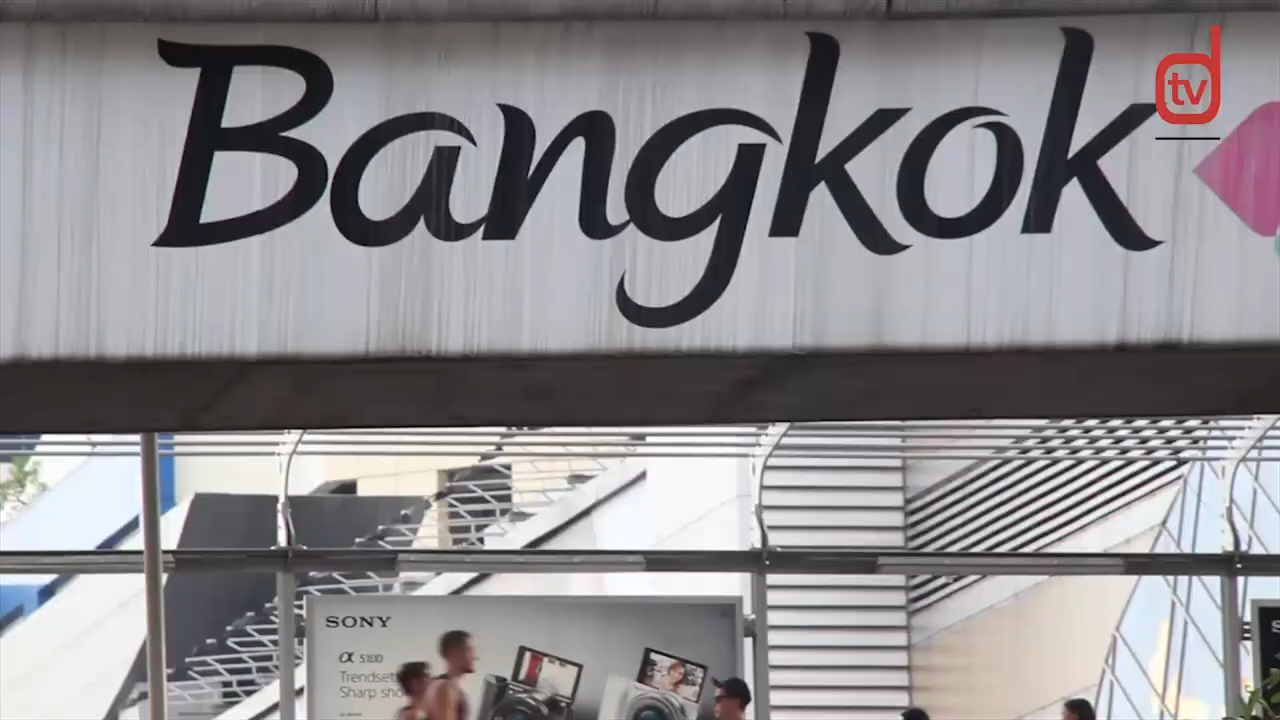 Bangkok
tv
SONY
α 5100
Trendset
Sharp sho